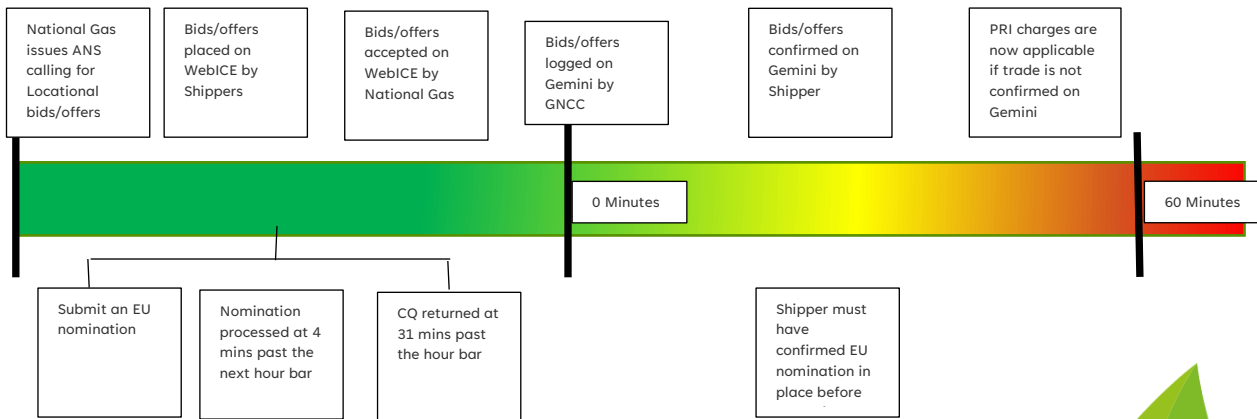 National Gas
issues ANS
calling for
Locational
bids/offers
Bids/offers
placed on
WebICE by
Shippers
Bids/offers
accepted on
WebICE by
National Gas
Bids/offers
logged on
Gemini by
GNCC
Bids/offers
confirmed on
Gemini by
Shipper
PRI charges are
now applicable
if trade is not
confirmed on
Gemini
0 Minutes
60 Minutes
Submit an EU
nomination
Nomination
processed at 4
mins past the
next hour bar
CQ returned at
31 mins past
the hour bar
Shipper must
have
confirmed EU
nomination in
place before